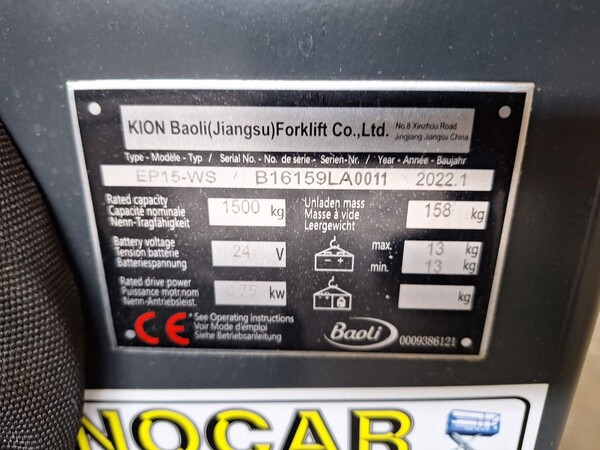 KION Baoli(Jiangsu)Forklift Co.,Ltd.
No.8 Xinzhou Road
Jingjiang Jiangsu China
Type - Modèle - Typ / Serial No. - No. de série - Serien-Nr. / Year - Année - Baujahr
EP15-WS / B16159LA0011 2022.1
Rated capacity
Capacité nominale
Nenn-Tragfähigkeit
1500 kg
Unladen mass
Masse à vide
Leergewicht
158 kg
Battery voltage
Tension batterie
Batteriespannung
24 V
max. 13 kg
min. 13 kg
Rated drive power
Puissance motr.nom
Nenn-Antriebsleist.
0.75 kw
kg
CE
* See Operating instructions
Voir Mode d'emploi
Siehe Betriebsanleitung
Baoli
0009386121
NOCAR